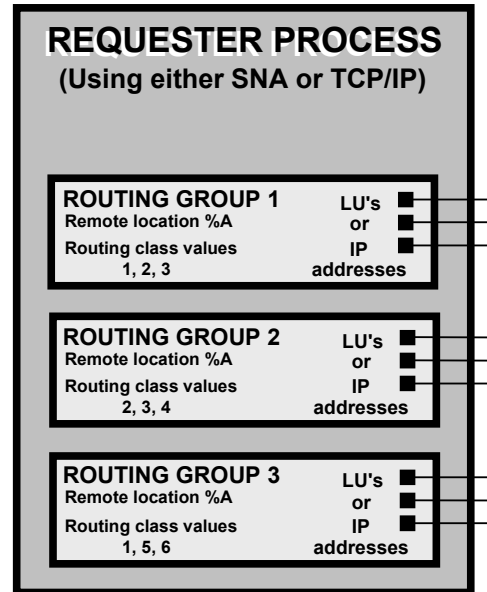 REQUESTER PROCESS
(Using either SNA or TCP/IP)
ROUTING GROUP 1
Remote location %A
Routing class values
1, 2, 3
LU's
or
IP
addresses
ROUTING GROUP 2
Remote location %A
Routing class values
2, 3, 4
LU's
or
IP
addresses
ROUTING GROUP 3
Remote location %A
Routing class values
1, 5, 6
LU's
or
IP
addresses